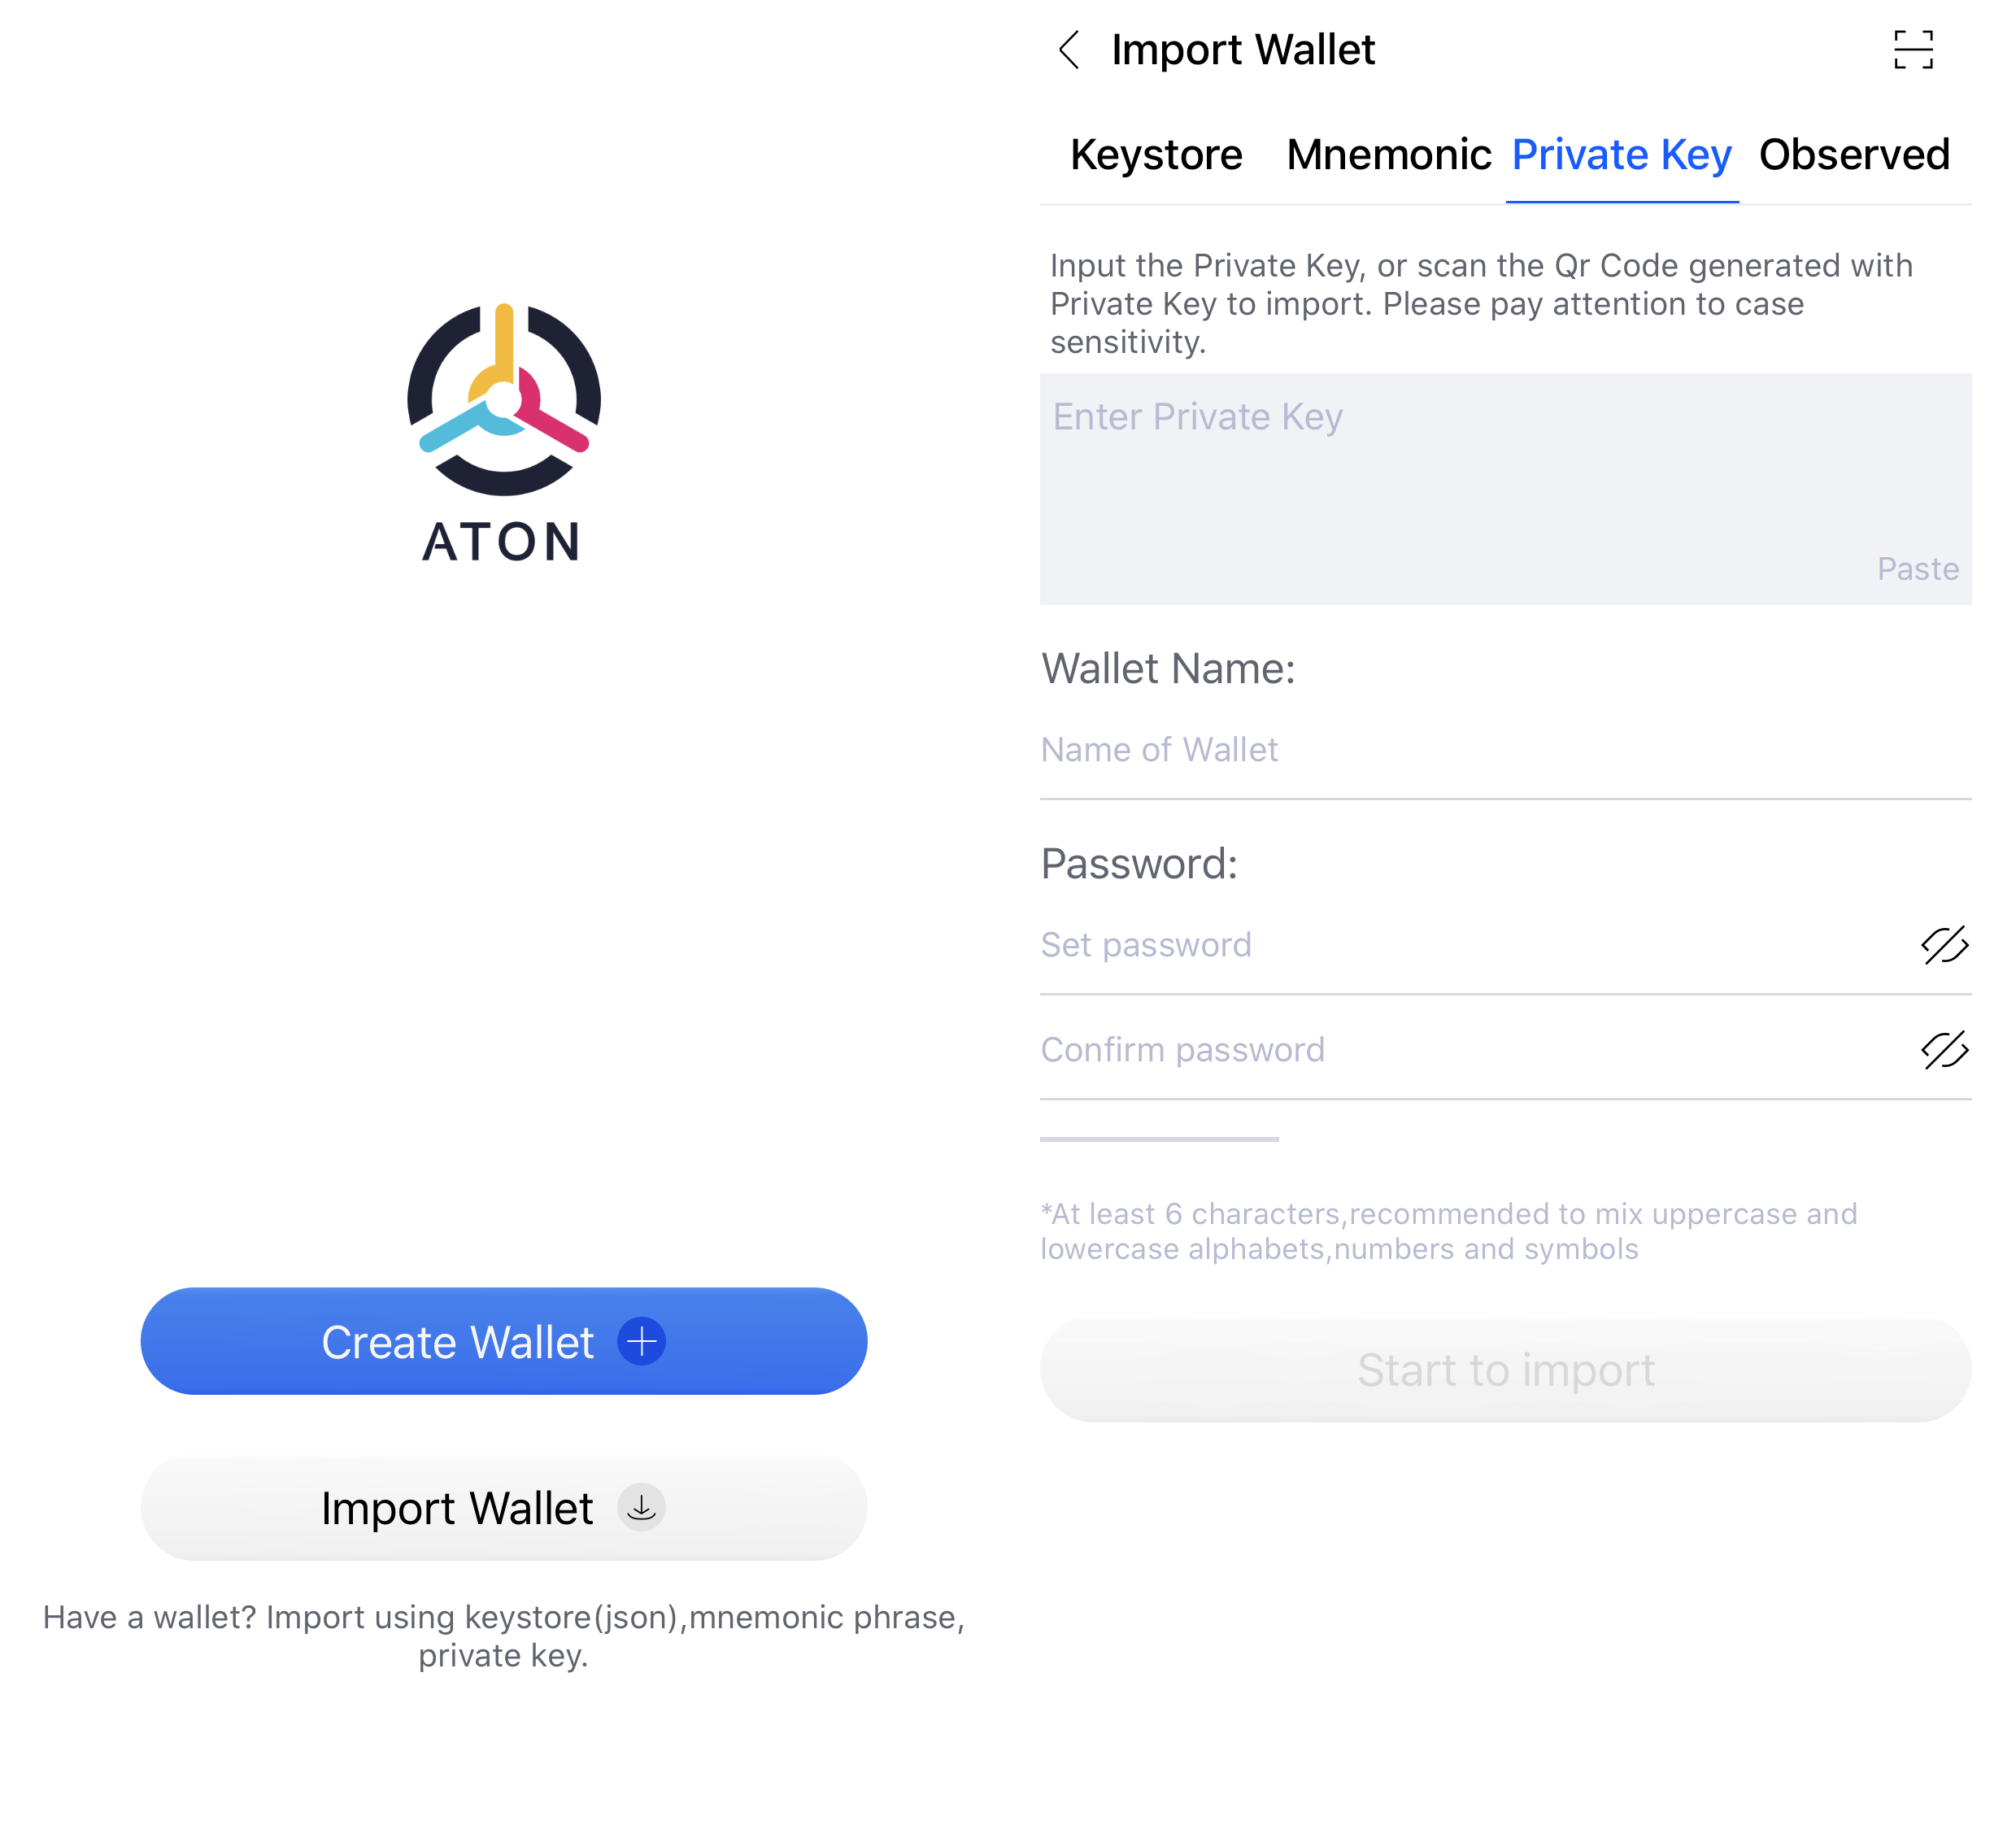 ATON
Create Wallet
Import Wallet
Have a wallet? Import using keystore(json),mnemonic phrase,
private key.
Import Wallet
Keystore Mnemonic Private Key Observed
Input the Private Key, or scan the Qr Code generated with
Private Key to import. Please pay attention to case
sensitivity.
Enter Private Key
Paste
Wallet Name:
Name of Wallet
Password:
Set password
Confirm password
*At least 6 characters,recommended to mix uppercase and
lowercase alphabets,numbers and symbols
Start to import